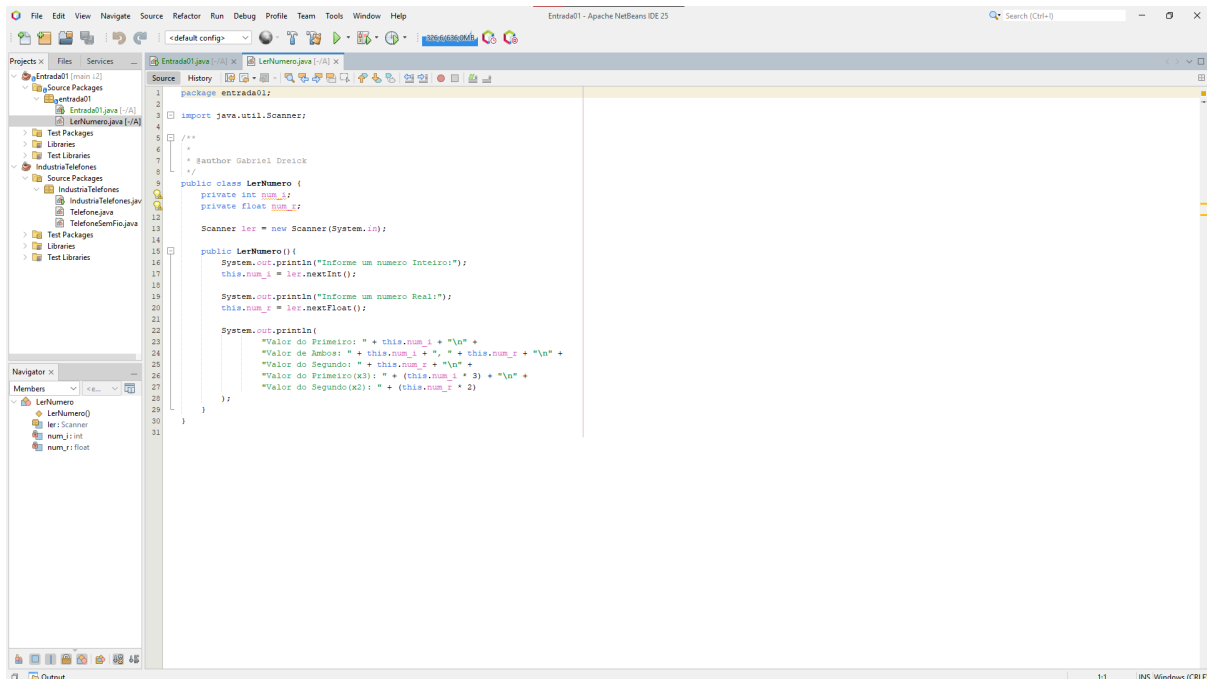 File Edit View Navigate Source Refactor Run Debug Profile Team Tools Window Help
Entrada01 - Apache NetBeans IDE 25
Search (Ctrl+I)
<default config>
326,6/636,0MB
Projects Files Services
Entrada01.java [-/A] LerNumero.java [-/A]
Source History
Entrada01 [main ↓2]
Source Packages
entrada01
Entrada01.java [-/A]
LerNumero.java [-/A]
Test Packages
Libraries
Test Libraries
IndustriaTelefones
Source Packages
IndustriaTelefones
IndustriaTelefones.jav
Telefone.java
TelefoneSemFio.java
Test Packages
Libraries
Test Libraries
Navigator
Members <e...
LerNumero
LerNumero()
ler : Scanner
num_i : int
num_r : float
1 package entrada01;
2
3 import java.util.Scanner;
4
5 /**
6 *
7 * @author Gabriel Dreick
8 */
9 public class LerNumero {
private int num_i;
private float num_r;
12
13 Scanner ler = new Scanner(System.in);
14
15 public LerNumero(){
16 System.out.println("Informe um numero Inteiro:");
17 this.num_i = ler.nextInt();
18
19 System.out.println("Informe um numero Real:");
20 this.num_r = ler.nextFloat();
21
22 System.out.println(
23 "Valor do Primeiro: " + this.num_i + "\n" +
24 "Valor de Ambos: " + this.num_i + ", " + this.num_r + "\n" +
25 "Valor do Segundo: " + this.num_r + "\n" +
26 "Valor do Primeiro(x3): " + (this.num_i * 3) + "\n" +
27 "Valor do Segundo(x2): " + (this.num_r * 2)
28 );
29 }
30 }
31
Output
1:1 INS Windows (CRLF